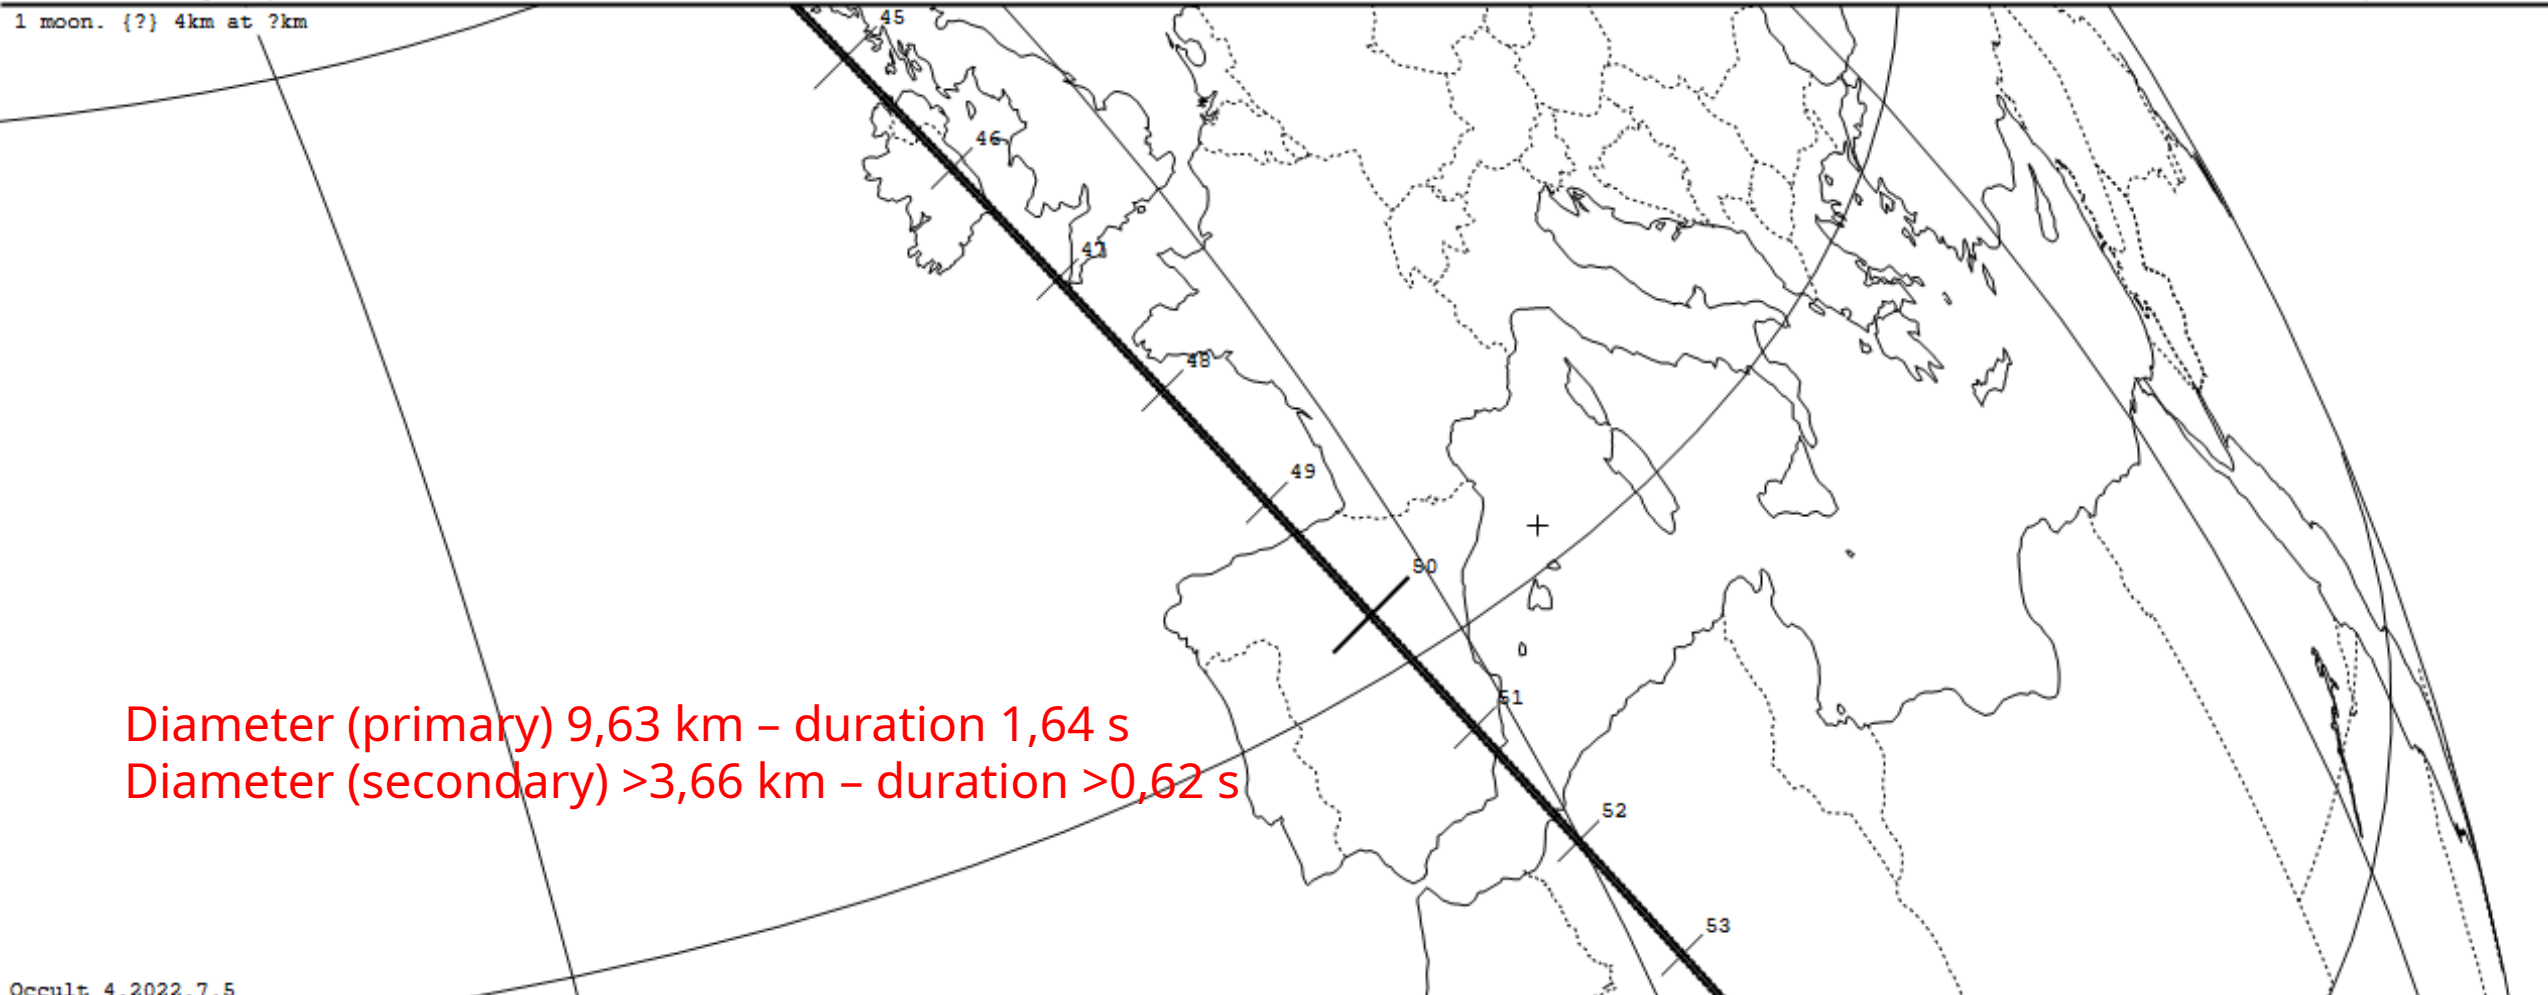 1 moon. {?} 4km at ?km
45
46
47
48
49
50
51
Diameter (primary) 9,63 km – duration 1,64 s
Diameter (secondary) >3,66 km – duration >0,62 s
52
53
Occult 4.2022.7.5